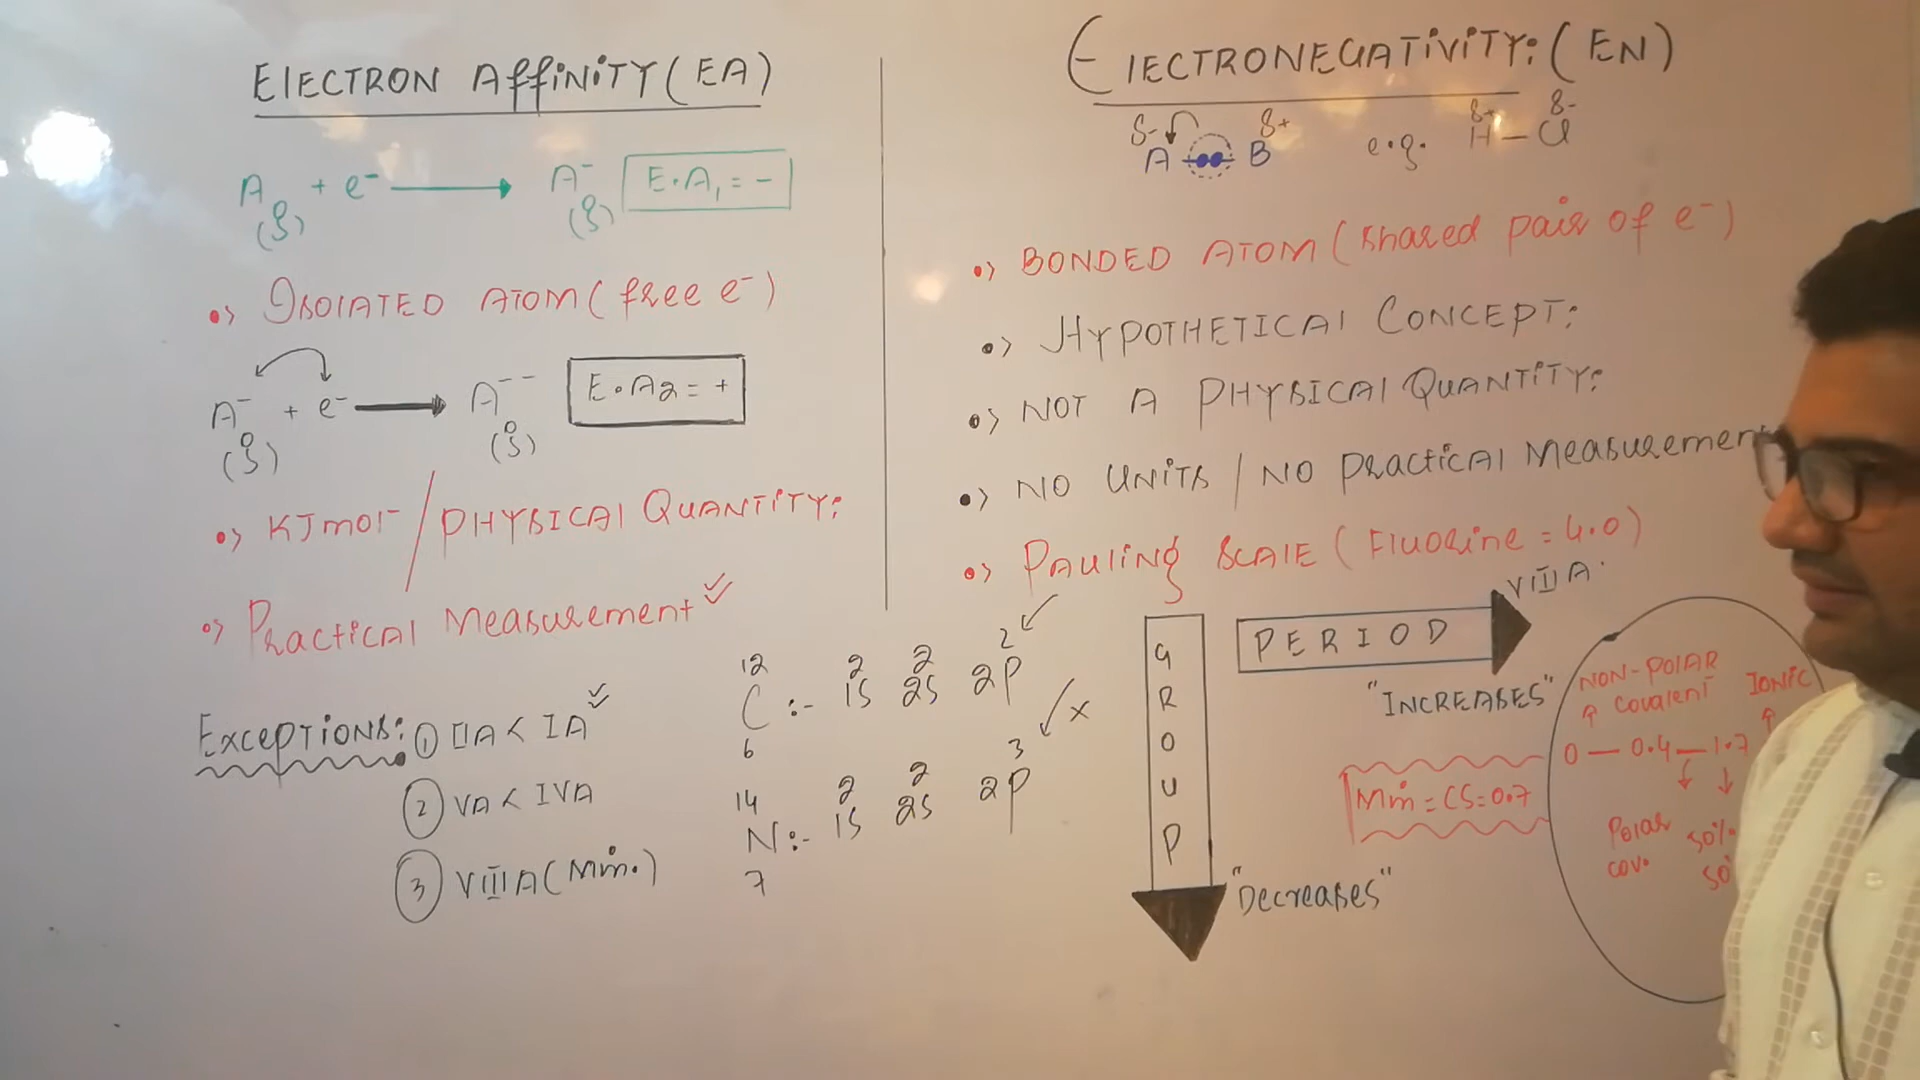 ELECTRON AFFINITY (EA)
A(g) + e⁻ → A⁻(g) E.A₁ = -
•> ISOLATED ATOM (free e⁻)
A⁻(g) + e⁻ → A⁻⁻(g) E.A₂ = +
•> KJmol⁻ / PHYSICAL QUANTITY:
•> PRACTICAL MEASUREMENT
EXCEPTIONS: ① IIA < IA
② VA < IVA
③ VIIIA (Min.)
12
C :- 1S² 2S² 2P²
6
14
N :- 1S² 2S² 2P³ x
7
ELECTRONEGATIVITY: (EN)
δ- δ+ δ+ δ-
A B e.g. H — Cl
•> BONDED ATOM (shared pair of e⁻)
•> HYPOTHETICAL CONCEPT:
•> NOT A PHYSICAL QUANTITY:
•> NO UNITS / NO PRACTICAL MEASUREMENT
•> PAULING SCALE (Fluorine = 4.0)
GROUP
"Decreases"
PERIOD VIIA.
"INCREASES"
Min = CS = 0.7
NON-POLAR IONIC
Covalent
0 — 0.4 — 1.7
Polar 50%
cov. 50